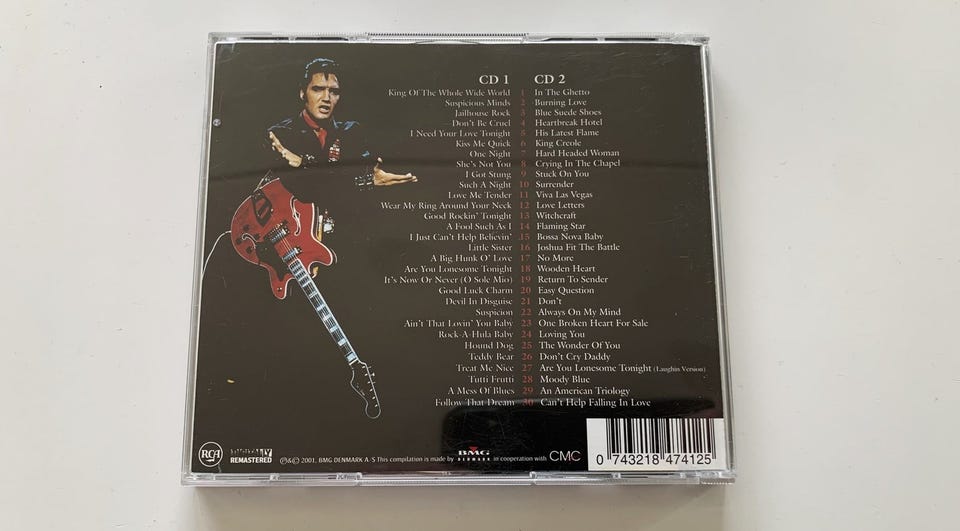 CD 1 CD 2
King Of The Whole Wide World 1 In The Ghetto
Suspicious Minds 2 Burning Love
Jailhouse Rock 3 Blue Suede Shoes
Don't Be Cruel 4 Heartbreak Hotel
I Need Your Love Tonight 5 His Latest Flame
Kiss Me Quick 6 King Creole
One Night 7 Hard Headed Woman
She's Not You 8 Crying In The Chapel
I Got Stung 9 Stuck On You
Such A Night 10 Surrender
Love Me Tender 11 Viva Las Vegas
Wear My Ring Around Your Neck 12 Love Letters
Good Rockin' Tonight 13 Witchcraft
A Fool Such As I 14 Flaming Star
I Just Can't Help Believin' 15 Bossa Nova Baby
Little Sister 16 Joshua Fit The Battle
A Big Hunk O' Love 17 No More
Are You Lonesome Tonight 18 Wooden Heart
It's Now Or Never (O Sole Mio) 19 Return To Sender
Good Luck Charm 20 Easy Question
Devil In Disguise 21 Don't
Suspicion 22 Always On My Mind
Ain't That Lovin' You Baby 23 One Broken Heart For Sale
Rock-A-Hula Baby 24 Loving You
Hound Dog 25 The Wonder Of You
Teddy Bear 26 Don't Cry Daddy
Treat Me Nice 27 Are You Lonesome Tonight (Laughin Version)
Tutti Frutti 28 Moody Blue
A Mess Of Blues 29 An American Triology
Follow That Dream 30 Can't Help Falling In Love
RCA
DIGITALLY
REMASTERED
℗&© 2001, BMG DENMARK A/S This compilation is made by BMG DENMARK in cooperation with CMC
0 743218 474125